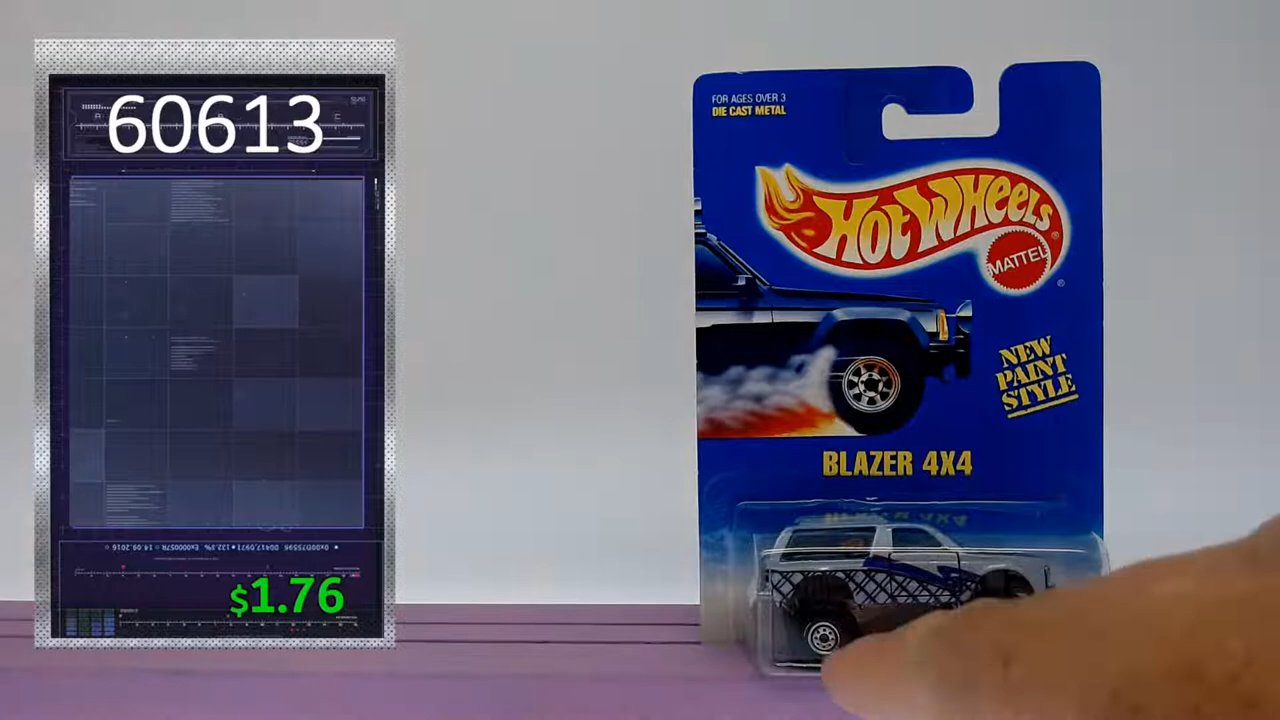 60613
$1.76
FOR AGES OVER 3
DIE CAST METAL
HOT WHEELS®
MATTEL
®
NEW
PAINT
STYLE
BLAZER 4X4